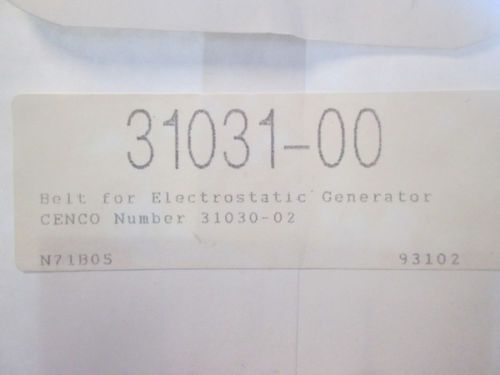 31031-00
Belt for Electrostatic Generator
CENCO Number 31030-02
N71B05 93102